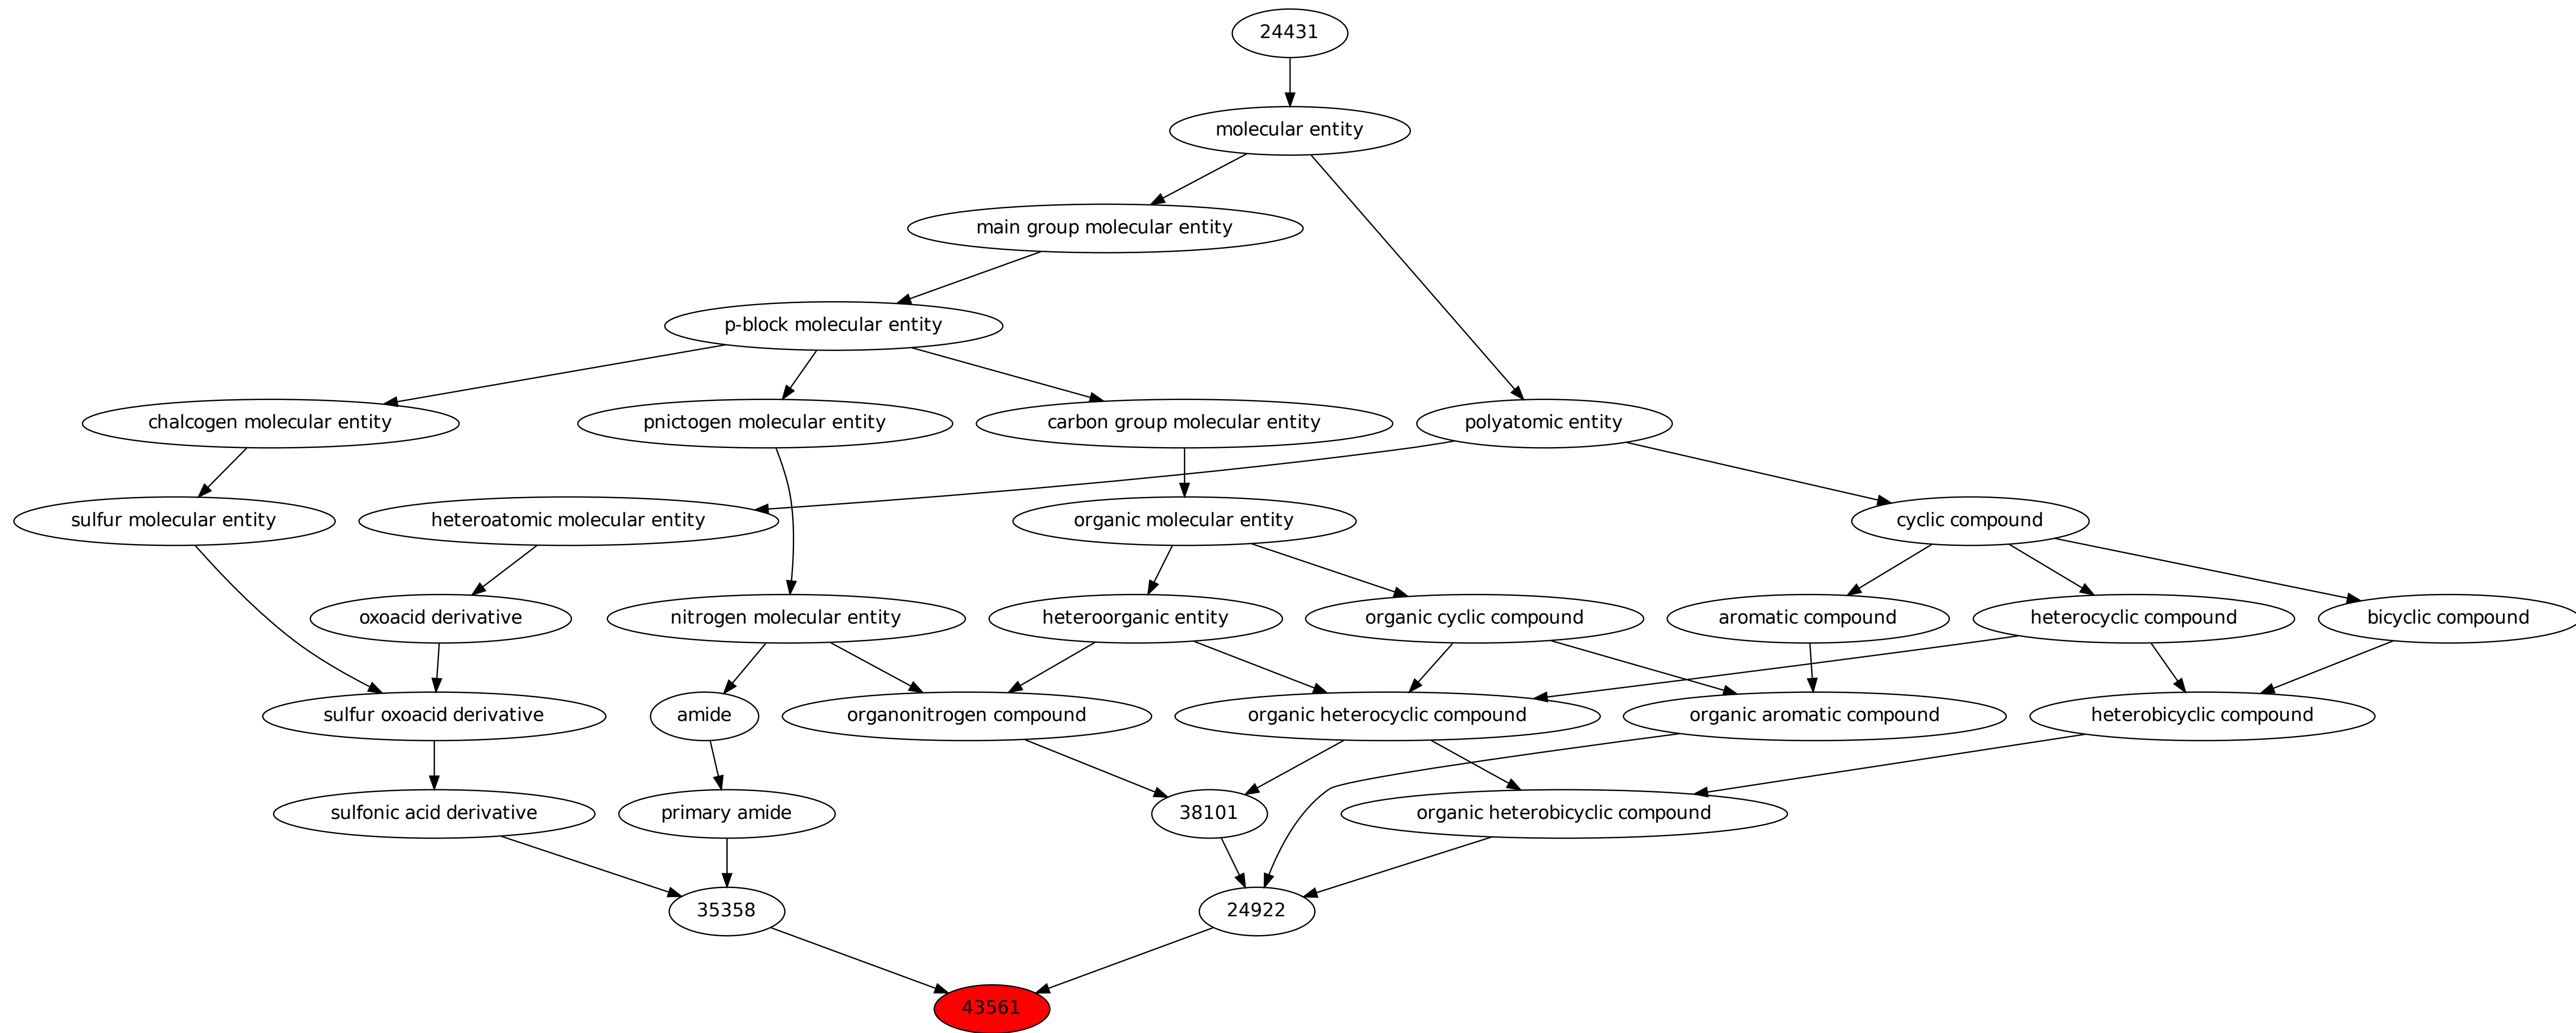 24431
molecular entity
main group molecular entity
p-block molecular entity
chalcogen molecular entity
pnictogen molecular entity
carbon group molecular entity
polyatomic entity
sulfur molecular entity
heteroatomic molecular entity
organic molecular entity
cyclic compound
oxoacid derivative
nitrogen molecular entity
heteroorganic entity
organic cyclic compound
aromatic compound
heterocyclic compound
bicyclic compound
sulfur oxoacid derivative
amide
organonitrogen compound
organic heterocyclic compound
organic aromatic compound
heterobicyclic compound
sulfonic acid derivative
primary amide
38101
organic heterobicyclic compound
35358
24922
43561